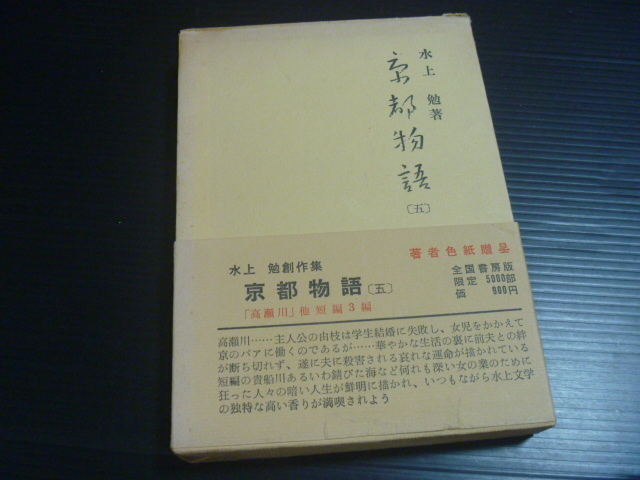 水上 勉著
京都物語
〔五〕
水上 勉創作集
京都物語〔五〕
「高瀬川」他短編3編
著者色紙贈呈
全国書房版
限定 5000部
価 900円
高瀬川……主人公の由枝は学生結婚に失敗し、女児をかかえて
京のバアに働くのであるが……華やかな生活の裏に前夫との絆
が断ち切れず、遂に夫に殺害される哀れな運命が描かれている
短編の貴船川あるいわ錆びた海など何れも深い女の業のために
狂った人々の暗い人生が鮮明に描かれ、いつもながら水上文学
の独特な高い香りが満喫されよう